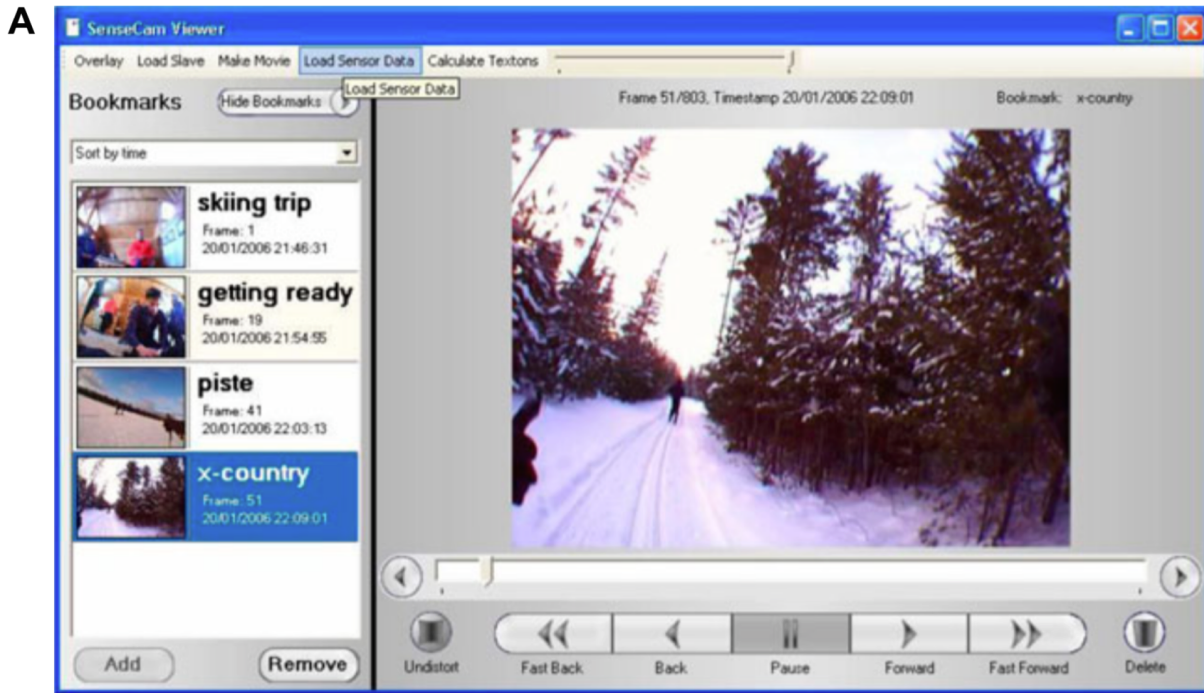 A
SenseCam Viewer
Overlay Load Slave Make Movie Load Sensor Data Calculate Textons
Load Sensor Data
Bookmarks Hide Bookmarks
Frame 51/803, Timestamp 20/01/2006 22:09:01 Bookmark: x-country
Sort by time
skiing trip
Frame: 1
20/01/2006 21:46:31
getting ready
Frame: 19
20/01/2006 21:54:55
piste
Frame: 41
20/01/2006 22:03:13
x-country
Frame: 51
20/01/2006 22:09:01
Add Remove
Undistort Fast Back Back Pause Forward Fast Forward Delete